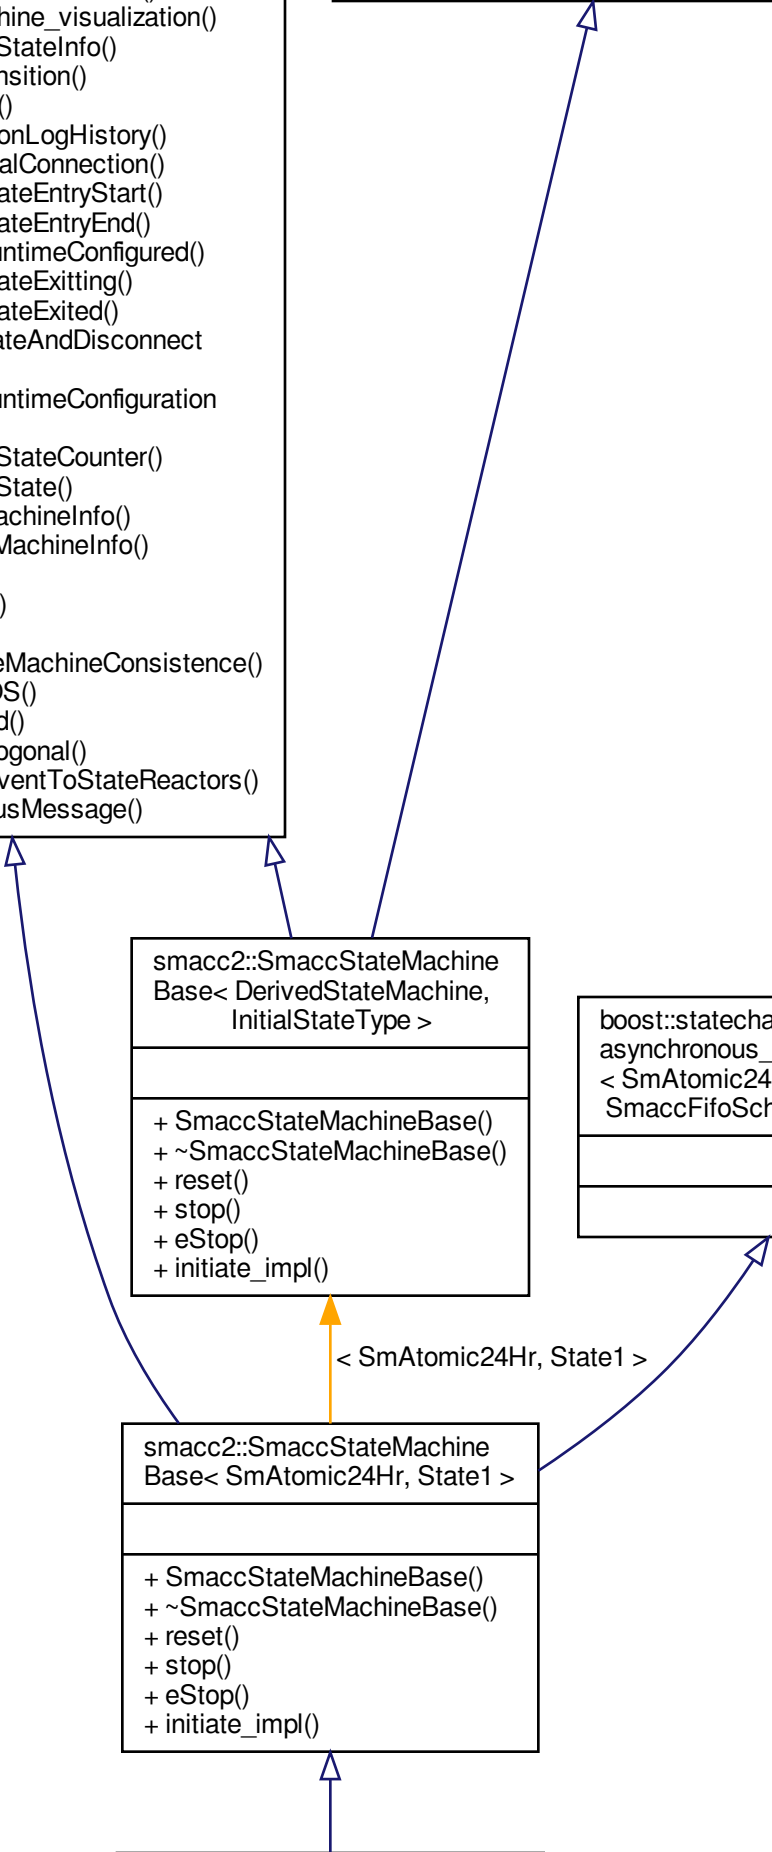 hine_visualization()
StateInfo()
nsition()
()
onLogHistory()
alConnection()
ateEntryStart()
ateEntryEnd()
untimeConfigured()
ateExitting()
ateExited()
ateAndDisconnect
untimeConfiguration
StateCounter()
State()
achineInfo()
MachineInfo()
)
eMachineConsistence()
OS()
d()
ogonal()
ventToStateReactors()
usMessage()
smacc2::SmaccStateMachine
Base< DerivedStateMachine,
InitialStateType >
+ SmaccStateMachineBase()
+ ~SmaccStateMachineBase()
+ reset()
+ stop()
+ eStop()
+ initiate_impl()
boost::statecha
asynchronous_
< SmAtomic24
SmaccFifoSch
< SmAtomic24Hr, State1 >
smacc2::SmaccStateMachine
Base< SmAtomic24Hr, State1 >
+ SmaccStateMachineBase()
+ ~SmaccStateMachineBase()
+ reset()
+ stop()
+ eStop()
+ initiate_impl()